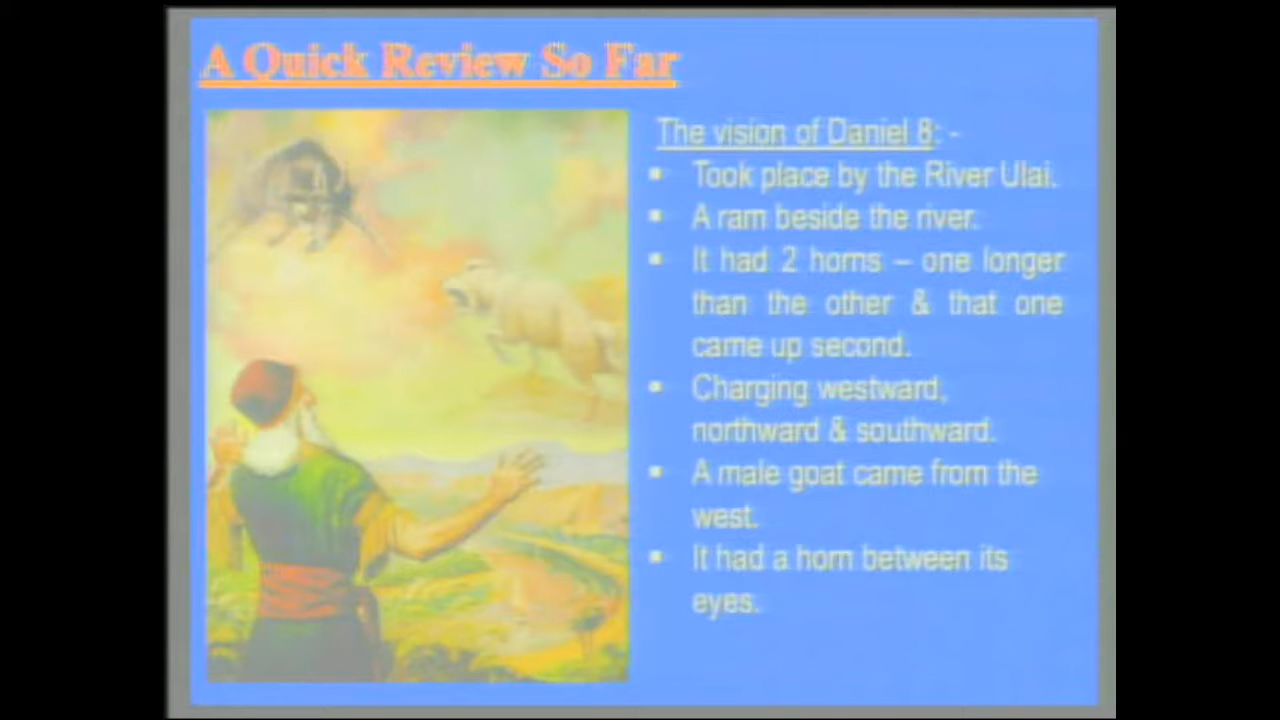 A Quick Review So Far
The vision of Daniel 8: -
▪ Took place by the River Ulai.
▪ A ram beside the river.
▪ It had 2 horns – one longer
than the other & that one
came up second.
▪ Charging westward,
northward & southward.
▪ A male goat came from the
west.
▪ It had a horn between its
eyes.